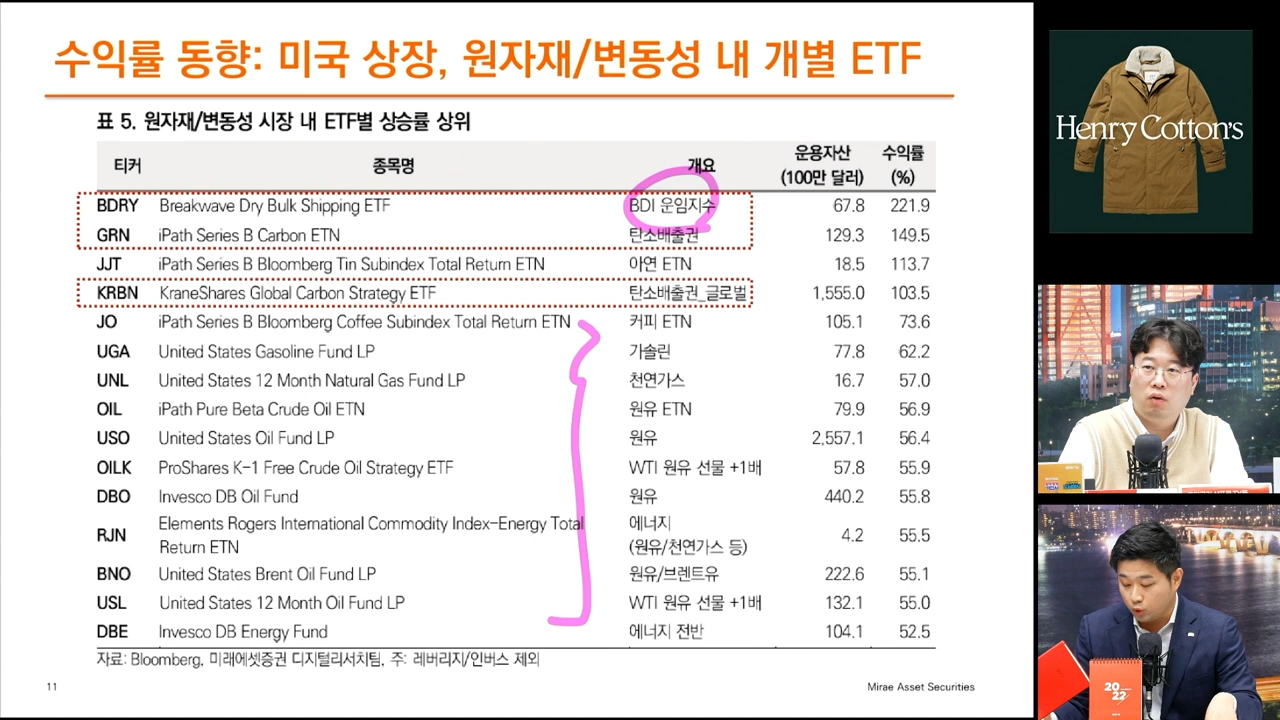 수익률 동향: 미국 상장, 원자재/변동성 내 개별 ETF
표 5. 원자재/변동성 시장 내 ETF별 상승률 상위
티커 종목명 개요 운용자산 (100만 달러) 수익률 (%)
BDRY Breakwave Dry Bulk Shipping ETF BDI 운임지수 67.8 221.9
GRN iPath Series B Carbon ETN 탄소배출권 129.3 149.5
JJT iPath Series B Bloomberg Tin Subindex Total Return ETN 아연 ETN 18.5 113.7
KRBN KraneShares Global Carbon Strategy ETF 탄소배출권_글로벌 1,555.0 103.5
JO iPath Series B Bloomberg Coffee Subindex Total Return ETN 커피 ETN 105.1 73.6
UGA United States Gasoline Fund LP 가솔린 77.8 62.2
UNL United States 12 Month Natural Gas Fund LP 천연가스 16.7 57.0
OIL iPath Pure Beta Crude Oil ETN 원유 ETN 79.9 56.9
USO United States Oil Fund LP 원유 2,557.1 56.4
OILK ProShares K-1 Free Crude Oil Strategy ETF WTI 원유 선물 +1배 57.8 55.9
DBO Invesco DB Oil Fund 원유 440.2 55.8
RJN Elements Rogers International Commodity Index-Energy Total Return ETN 에너지 (원유/천연가스 등) 4.2 55.5
BNO United States Brent Oil Fund LP 원유/브렌트유 222.6 55.1
USL United States 12 Month Oil Fund LP WTI 원유 선물 +1배 132.1 55.0
DBE Invesco DB Energy Fund 에너지 전반 104.1 52.5
자료: Bloomberg, 미래에셋증권 디지털리서치팀, 주: 레버리지/인버스 제외
11
Mirae Asset Securities
Henry Cotton's
20
22